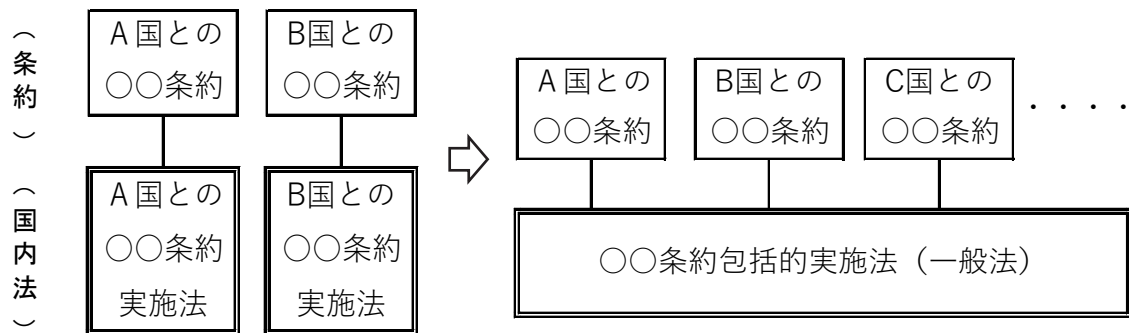 （条約）
（国内法）
A国との
○○条約
B国との
○○条約
A国との
○○条約
実施法
B国との
○○条約
実施法
A国との
○○条約
B国との
○○条約
C国との
○○条約
・・・・
○○条約包括的実施法（一般法）